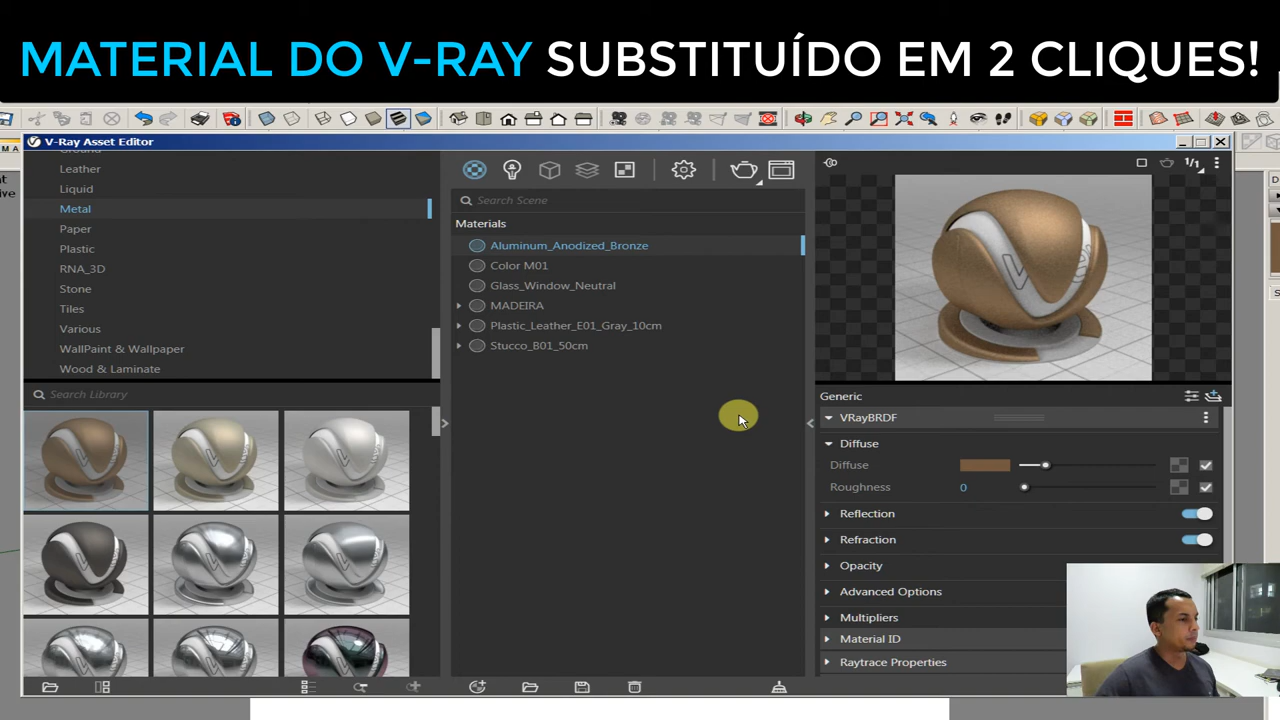 MATERIAL DO V-RAY SUBSTITUÍDO EM 2 CLIQUES!
V-Ray Asset Editor
Leather
Liquid
Metal
Paper
Plastic
RNA_3D
Stone
Tiles
Various
WallPaint & Wallpaper
Wood & Laminate
Search Library
Search Scene
Materials
Aluminum_Anodized_Bronze
Color M01
Glass_Window_Neutral
MADEIRA
Plastic_Leather_E01_Gray_10cm
Stucco_B01_50cm
1/1
Generic
VRayBRDF
Diffuse
Diffuse
Roughness 0
Reflection
Refraction
Opacity
Advanced Options
Multipliers
Material ID
Raytrace Properties